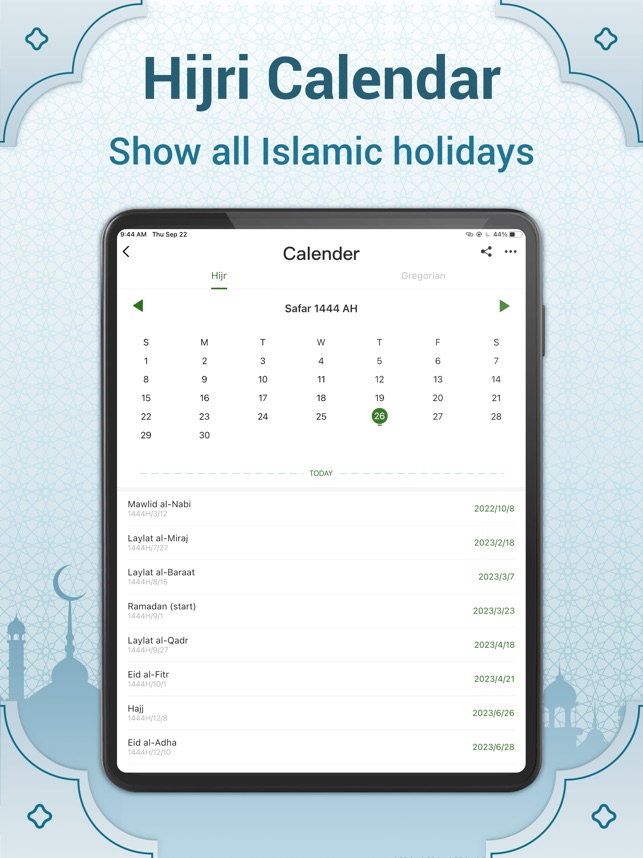 Hijri Calendar
Show all Islamic holidays
9:44 AM Thu Sep 22 44%
Calender
Hijr Gregorian
Safar 1444 AH
S M T W T F S
1 2 3 4 5 6 7
8 9 10 11 12 13 14
15 16 17 18 19 20 21
22 23 24 25 26 27 28
29 30
TODAY
Mawlid al-Nabi
1444H/3/12
2022/10/8
Laylat al-Miraj
1444H/7/27
2023/2/18
Laylat al-Baraat
1444H/8/15
2023/3/7
Ramadan (start)
1444H/9/1
2023/3/23
Laylat al-Qadr
1444H/9/27
2023/4/18
Eid al-Fitr
1444H/10/1
2023/4/21
Hajj
1444H/12/8
2023/6/26
Eid al-Adha
1444H/12/10
2023/6/28